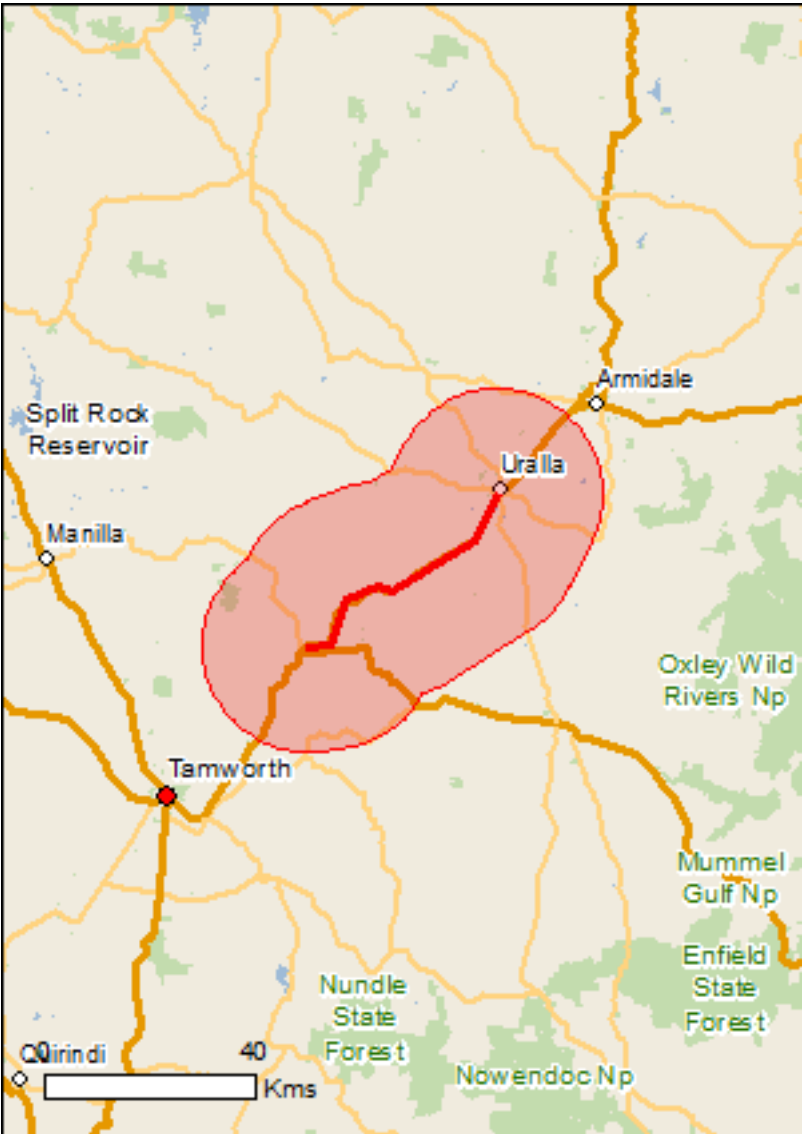 Armidale
Split Rock
Reservoir
Uralla
Manilla
Oxley Wild
Rivers Np
Tamworth
Mummel
Gulf Np
Enfield
State
Forest
Nundle
State
Forest
Quirindi
0
40
Kms
Nowendoc Np